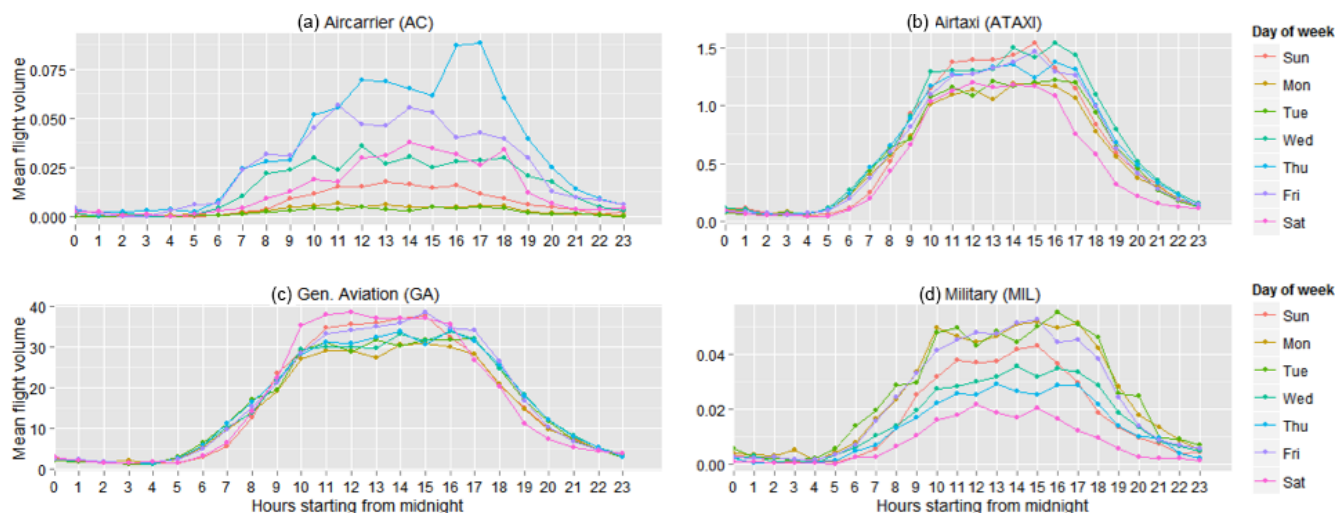 (a) Aircarrier (AC)
Mean flight volume
0.075
0.050
0.025
0.000
0 1 2 3 4 5 6 7 8 9 10 11 12 13 14 15 16 17 18 19 20 21 22 23
(b) Airtaxi (ATAXI)
1.5
1.0
0.5
0.0
0 1 2 3 4 5 6 7 8 9 10 11 12 13 14 15 16 17 18 19 20 21 22 23
Day of week
Sun
Mon
Tue
Wed
Thu
Fri
Sat
(c) Gen. Aviation (GA)
Mean flight volume
40
30
20
10
0
0 1 2 3 4 5 6 7 8 9 10 11 12 13 14 15 16 17 18 19 20 21 22 23
Hours starting from midnight
(d) Military (MIL)
0.04
0.02
0.00
0 1 2 3 4 5 6 7 8 9 10 11 12 13 14 15 16 17 18 19 20 21 22 23
Hours starting from midnight
Day of week
Sun
Mon
Tue
Wed
Thu
Fri
Sat